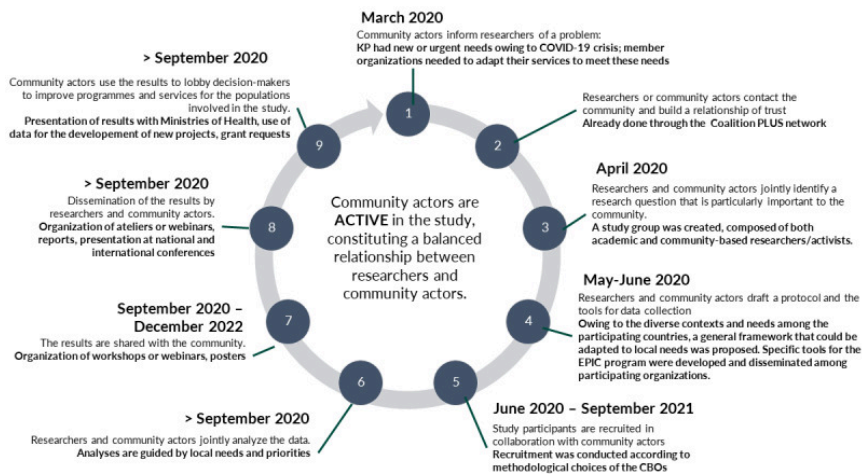 March 2020
Community actors inform researchers of a problem:
KP had new or urgent needs owing to COVID-19 crisis; member
organizations needed to adapt their services to meet these needs
1
Researchers or community actors contact the
community and build a relationship of trust
Already done through the Coalition PLUS network
2
April 2020
Researchers and community actors jointly identify a
research question that is particularly important to the
community.
A study group was created, composed of both
academic and community-based researchers/activists.
3
May-June 2020
Researchers and community actors draft a protocol and the
tools for data collection
Owing to the diverse contexts and needs among the
participating countries, a general framework that could be
adapted to local needs was proposed. Specific tools for the
EPIC program were developed and disseminated among
participating organizations.
4
June 2020 – September 2021
Study participants are recruited in
collaboration with community actors
Recruitment was conducted according to
methodological choices of the CBOs
5
> September 2020
Researchers and community actors jointly analyze the data.
Analyses are guided by local needs and priorities
6
September 2020 –
December 2022
The results are shared with the community.
Organization of workshops or webinars, posters
7
> September 2020
Dissemination of the results by
researchers and community actors.
Organization of ateliers or webinars,
reports, presentation at national and
international conferences
8
> September 2020
Community actors use the results to lobby decision-makers
to improve programmes and services for the populations
involved in the study.
Presentation of results with Ministries of Health, use of
data for the developement of new projects, grant requests
9
Community actors are
ACTIVE in the study,
constituting a balanced
relationship between
researchers and
community actors.